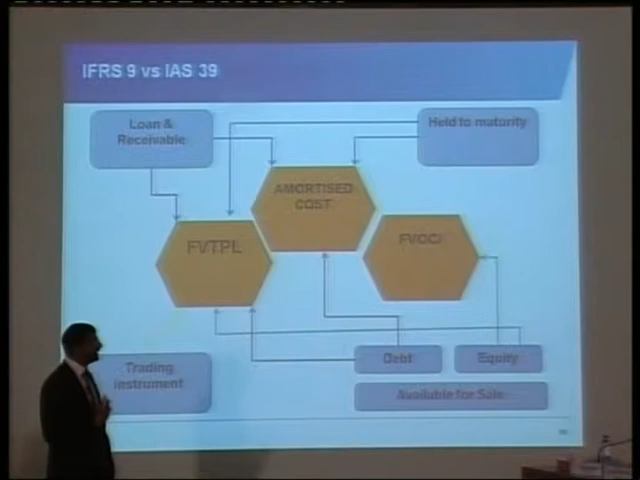 IFRS 9 vs IAS 39
Loan &
Receivable
Held to maturity
AMORTISED
COST
FVTPL
FVOCI
Debt
Equity
Trading
instrument
Available for Sale